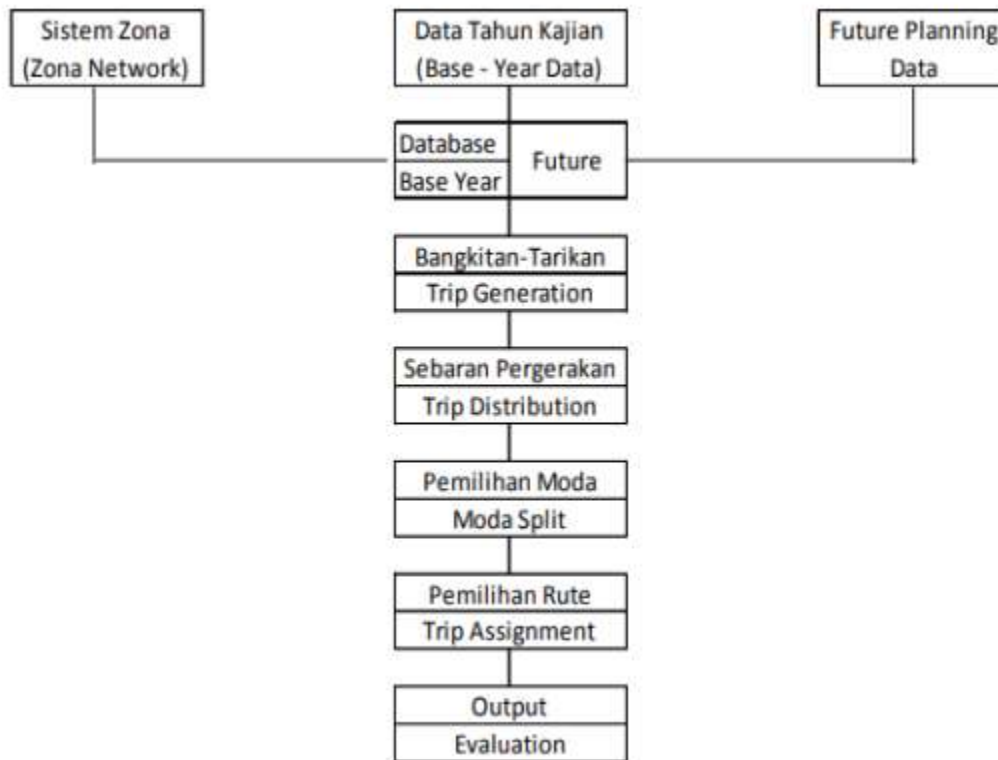 Sistem Zona
(Zona Network)
Data Tahun Kajian
(Base - Year Data)
Future Planning
Data
Database
Base Year
Future
Bangkitan-Tarikan
Trip Generation
Sebaran Pergerakan
Trip Distribution
Pemilihan Moda
Moda Split
Pemilihan Rute
Trip Assignment
Output
Evaluation